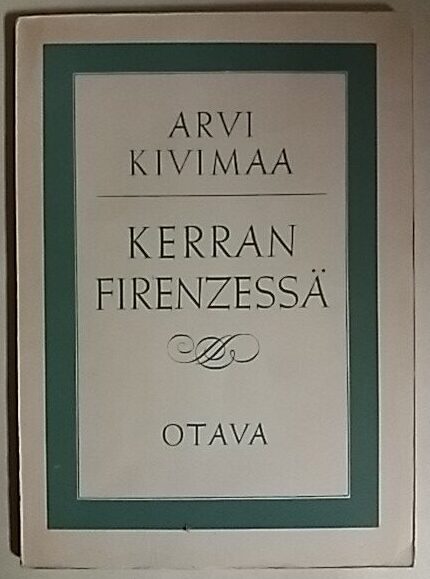 ARVI
KIVIMAA
KERRAN
FIRENZESSÄ
OTAVA